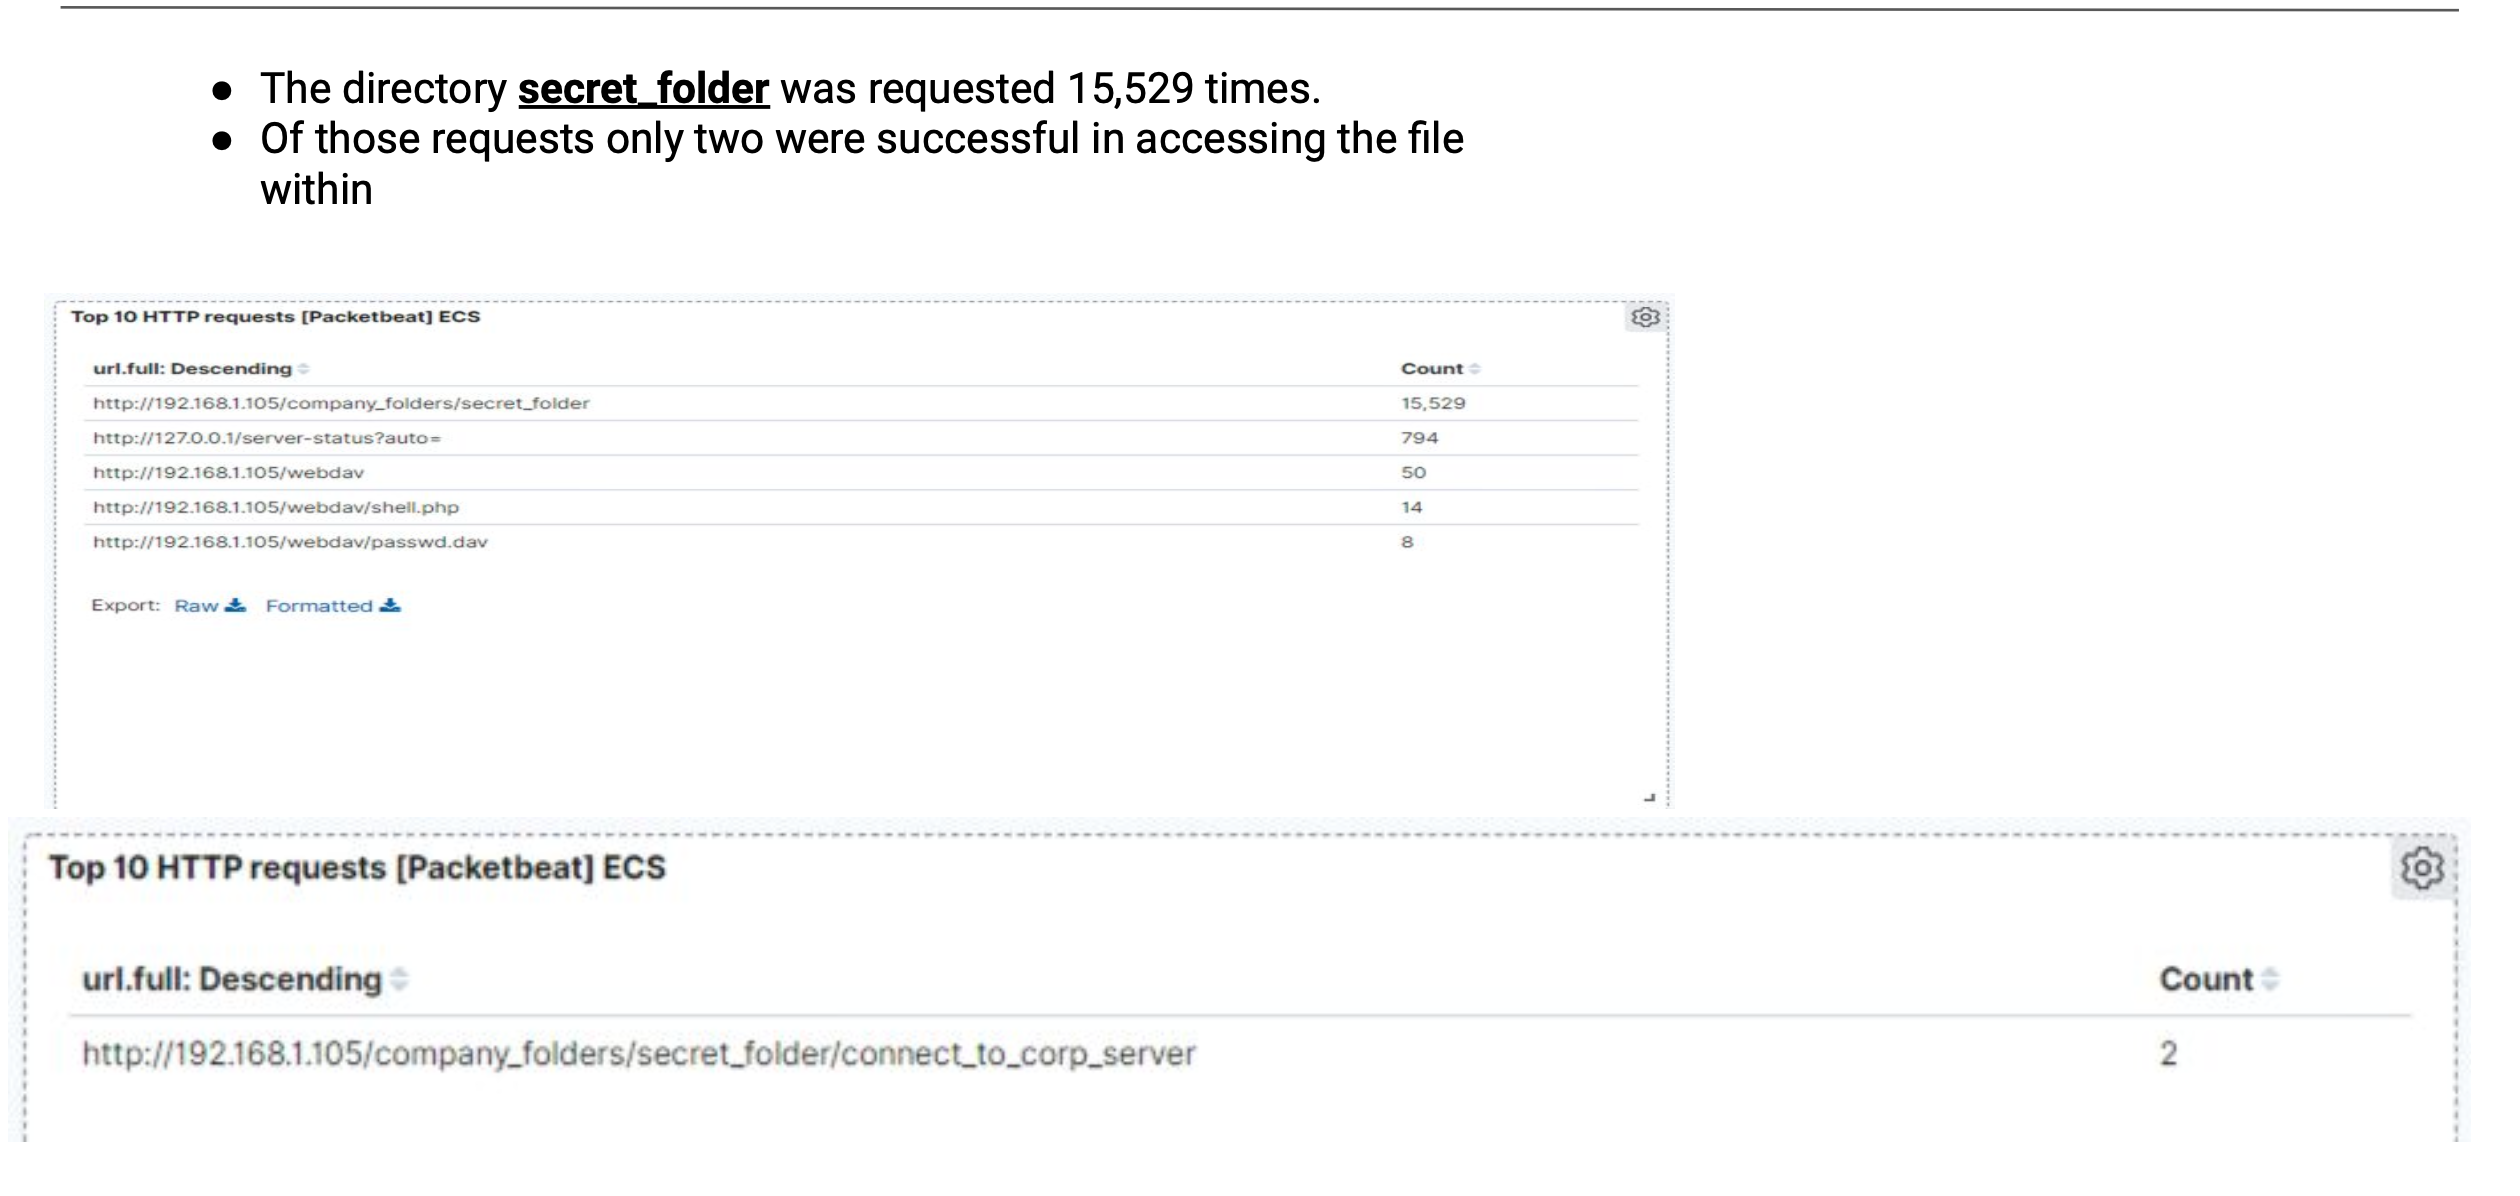 ● The directory secret_folder was requested 15,529 times.
● Of those requests only two were successful in accessing the file
within
Top 10 HTTP requests [Packetbeat] ECS
url.full: Descending Count
http://192.168.1.105/company_folders/secret_folder 15,529
http://127.0.0.1/server-status?auto= 794
http://192.168.1.105/webdav 50
http://192.168.1.105/webdav/shell.php 14
http://192.168.1.105/webdav/passwd.dav 8
Export: Raw Formatted
Top 10 HTTP requests [Packetbeat] ECS
url.full: Descending Count
http://192.168.1.105/company_folders/secret_folder/connect_to_corp_server 2